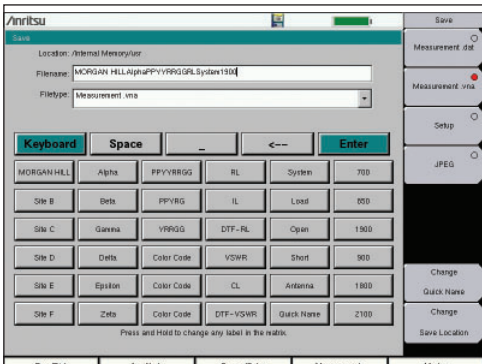 Anritsu
Save
Save
Location: /Internal Memory/usr
Filename: MORGAN HILLAlphaPPYYRRGGRLSystem1900
Filetype: Measurement .vna
Measurement .dat
Measurement .vna
Setup
JPEG
Keyboard Space _ <-- Enter
MORGAN HILL Alpha PPYYRRGG RL System 700
Site B Beta PPYRG IL Load 850
Site C Gamma YRRGG DTF-RL Open 1900
Site D Delta Color Code VSWR Short 900
Site E Epsilon Color Code CL Antenna 1800
Site F Zeta Color Code DTF-VSWR Quick Name 2100
Press and Hold to change any label in the matrix.
Change
Quick Name
Change
Save Location